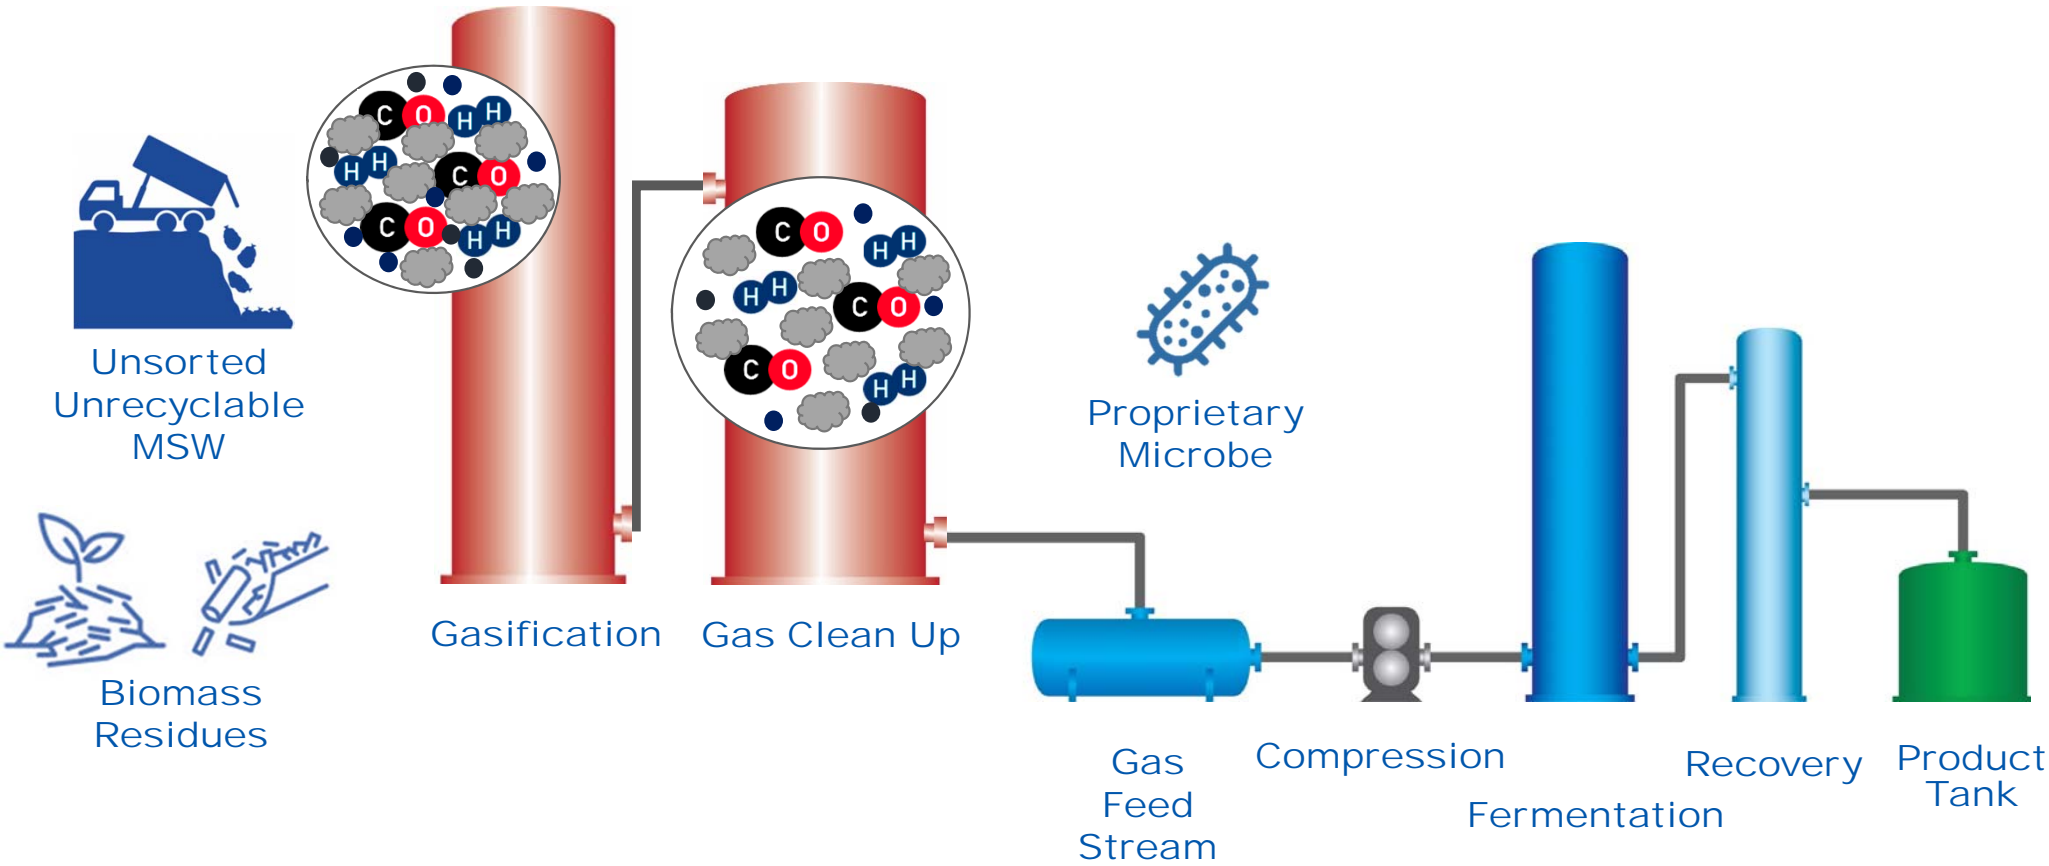 C O H H
H H C O
C O H H
C O H H
H H C O
C O H H
Unsorted
Unrecyclable
MSW
Biomass
Residues
Gasification
Gas Clean Up
Proprietary
Microbe
Gas
Feed
Stream
Compression
Fermentation
Recovery
Product
Tank